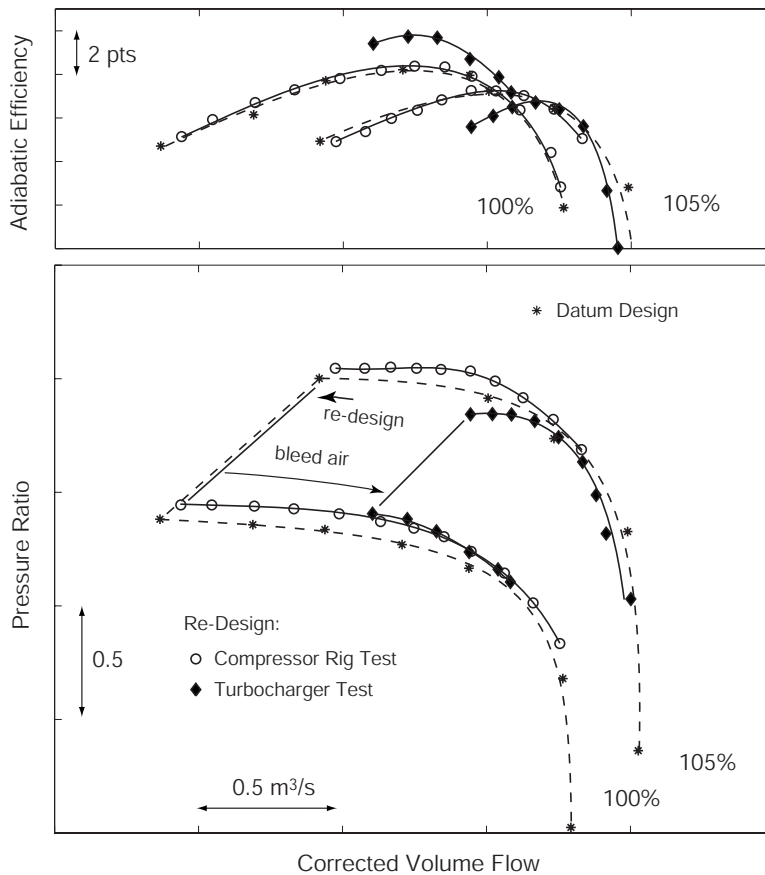 Adiabatic Efficiency
2 pts
100%
105%
Pressure Ratio
* Datum Design
re-design
bleed air
Re-Design:
Compressor Rig Test
Turbocharger Test
0.5
0.5 m³/s
105%
100%
Corrected Volume Flow